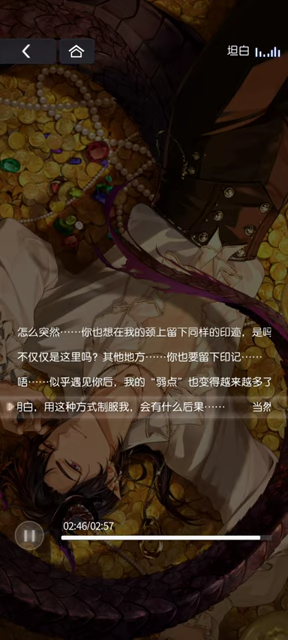 坦白
怎么突然……你也想在我的颈上留下同样的印迹，是吗
不仅仅是这里吗？其他地方……你也要留下印记……
唔……似乎遇见你后，我的“弱点”也变得越来越多了
明白，用这种方式制服我，会有什么后果…… 当然
02:46/02:57